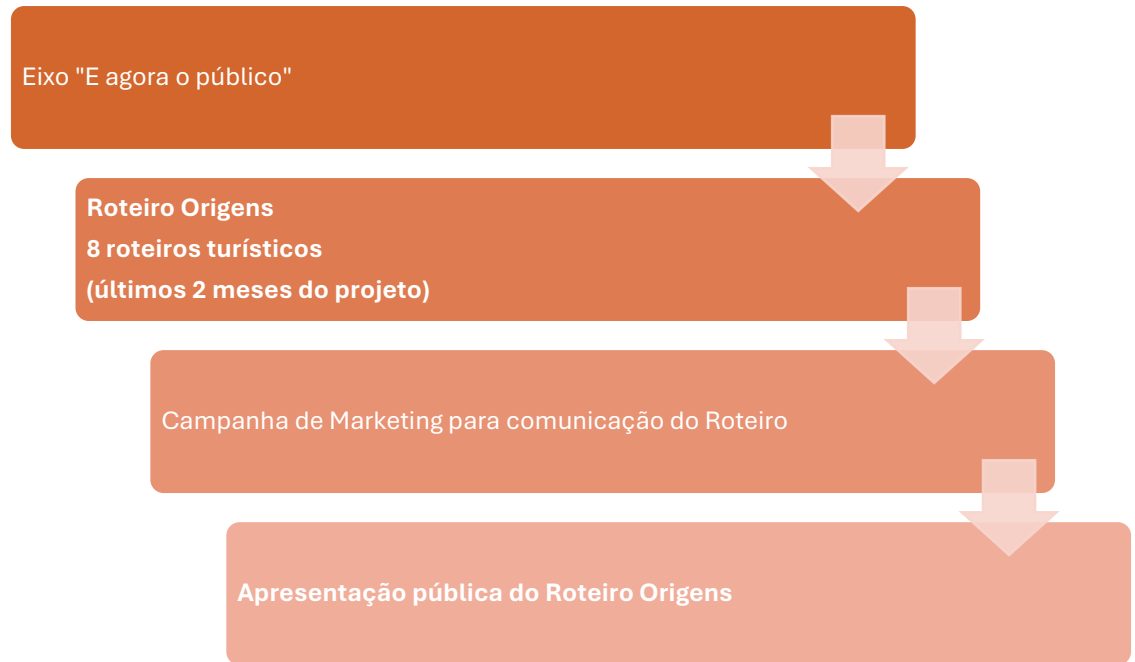 Eixo "E agora o público"
Roteiro Origens
8 roteiros turísticos
(últimos 2 meses do projeto)
Campanha de Marketing para comunicação do Roteiro
Apresentação pública do Roteiro Origens